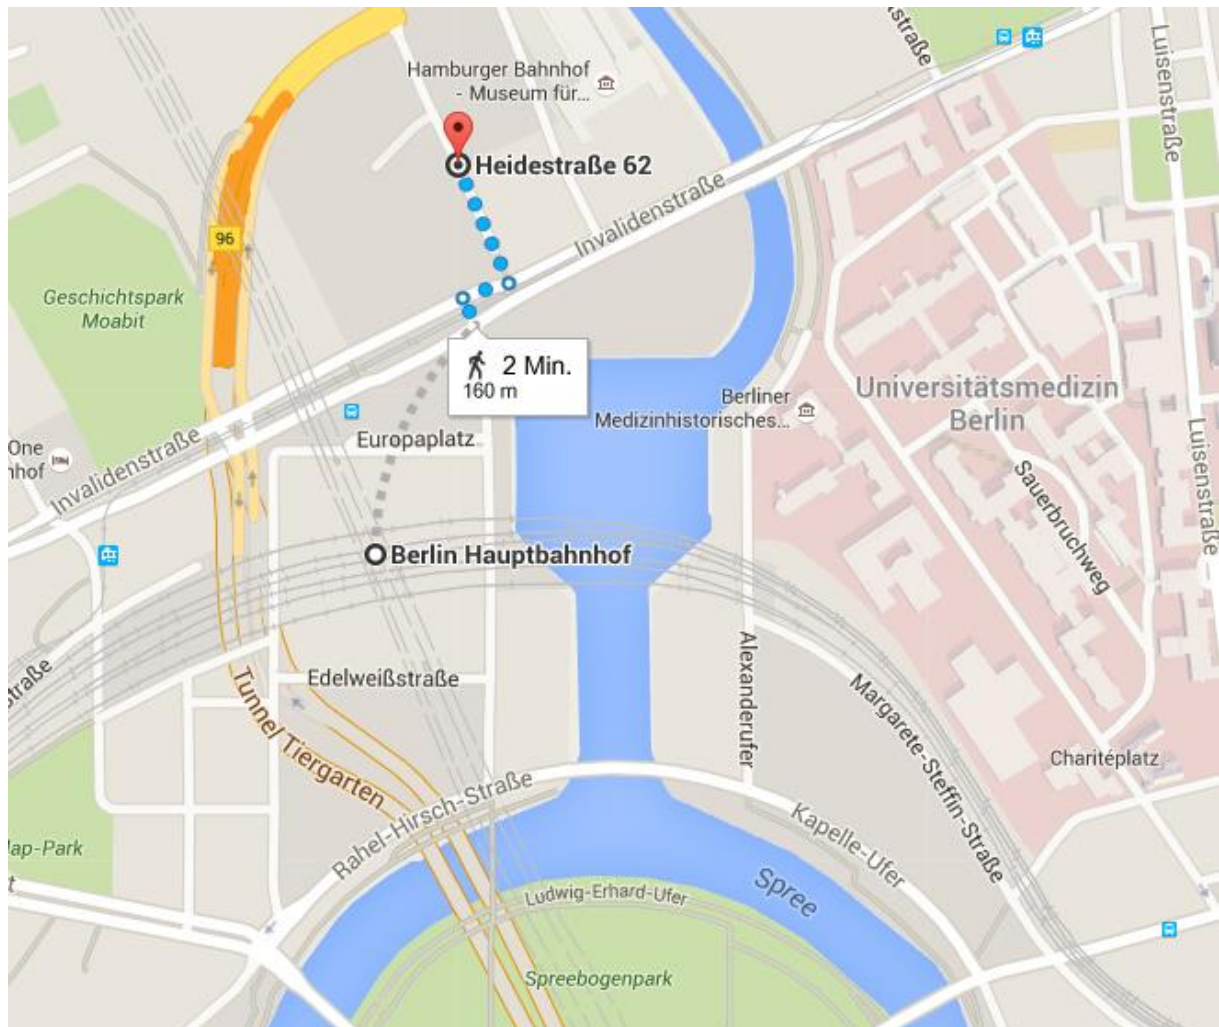 Luisenstraße
Hamburger Bahnhof
- Museum für...
Heidestraße 62
Invalidenstraße
96
Geschichtspark
Moabit
2 Min.
160 m
Berliner
Medizinhistorisches...
Universitätsmedizin
Berlin
Europaplatz
One
Invalidenstraße
Luisenstraße
Sauerbruchweg
Berlin Hauptbahnhof
Alexanderufer
Edelweißstraße
Tunnel Tiergarten
Margarete-Steffin-Straße
Charitéplatz
Rahel-Hirsch-Straße
Kapelle-Ufer
Spree
Ludwig-Erhard-Ufer
Spreebogenpark